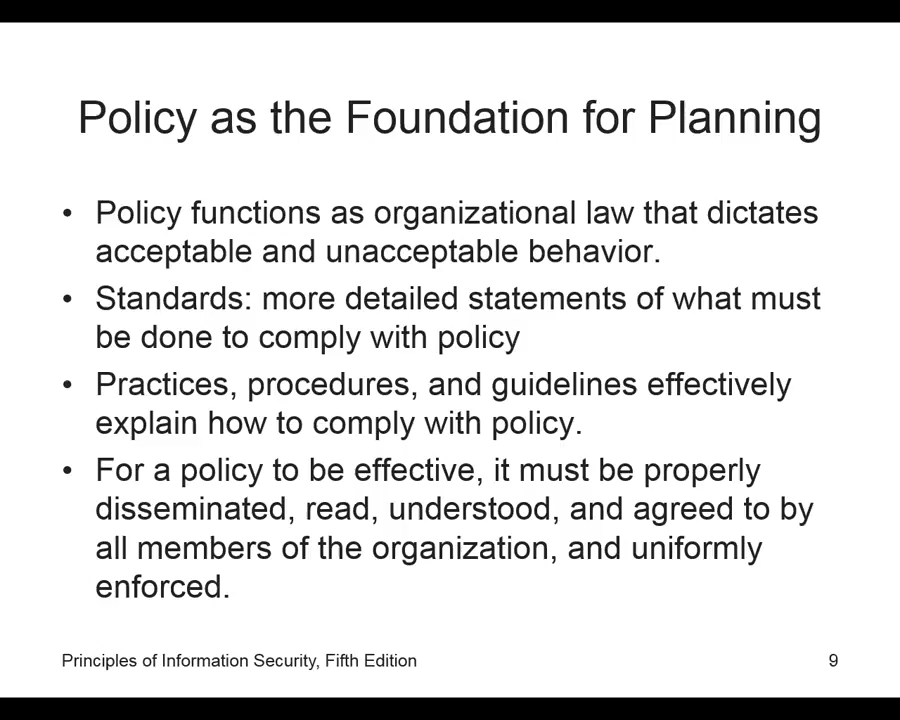 Policy as the Foundation for Planning
• Policy functions as organizational law that dictates
acceptable and unacceptable behavior.
• Standards: more detailed statements of what must
be done to comply with policy
• Practices, procedures, and guidelines effectively
explain how to comply with policy.
• For a policy to be effective, it must be properly
disseminated, read, understood, and agreed to by
all members of the organization, and uniformly
enforced.
Principles of Information Security, Fifth Edition 9